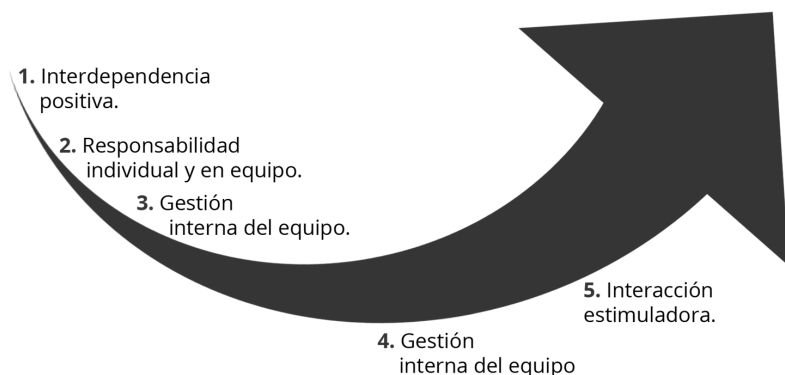 1. Interdependencia
positiva.
2. Responsabilidad
individual y en equipo.
3. Gestión
interna del equipo.
4. Gestión
interna del equipo
5. Interacción
estimuladora.